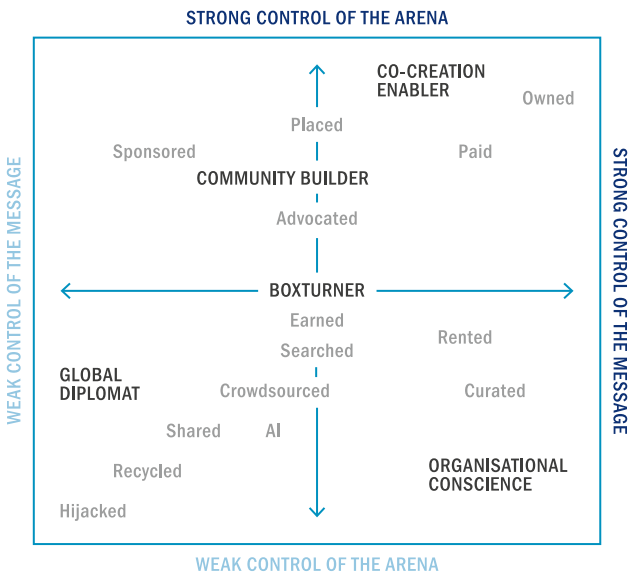 STRONG CONTROL OF THE ARENA
CO-CREATION
ENABLER
Owned
Placed
Sponsored
Paid
COMMUNITY BUILDER
Advocated
WEAK CONTROL OF THE MESSAGE
STRONG CONTROL OF THE MESSAGE
BOXTURNER
Earned
Rented
Searched
GLOBAL
DIPLOMAT
Crowdsourced
Curated
Shared
AI
Recycled
ORGANISATIONAL
CONSCIENCE
Hijacked
WEAK CONTROL OF THE ARENA